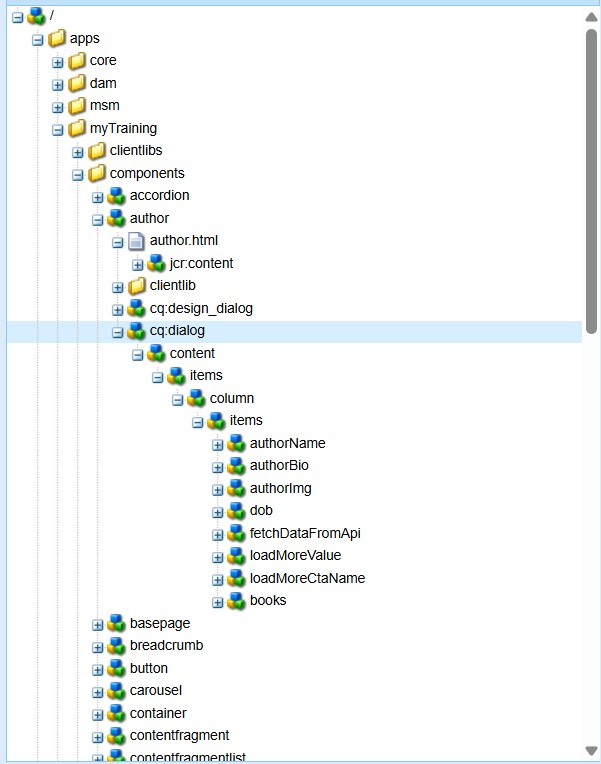 /
apps
core
dam
msm
myTraining
clientlibs
components
accordion
author
author.html
jcr:content
clientlib
cq:design_dialog
cq:dialog
content
items
column
items
authorName
authorBio
authorImg
dob
fetchDataFromApi
loadMoreValue
loadMoreCtaName
books
basepage
breadcrumb
button
carousel
container
contentfragment
contentfragmentlist